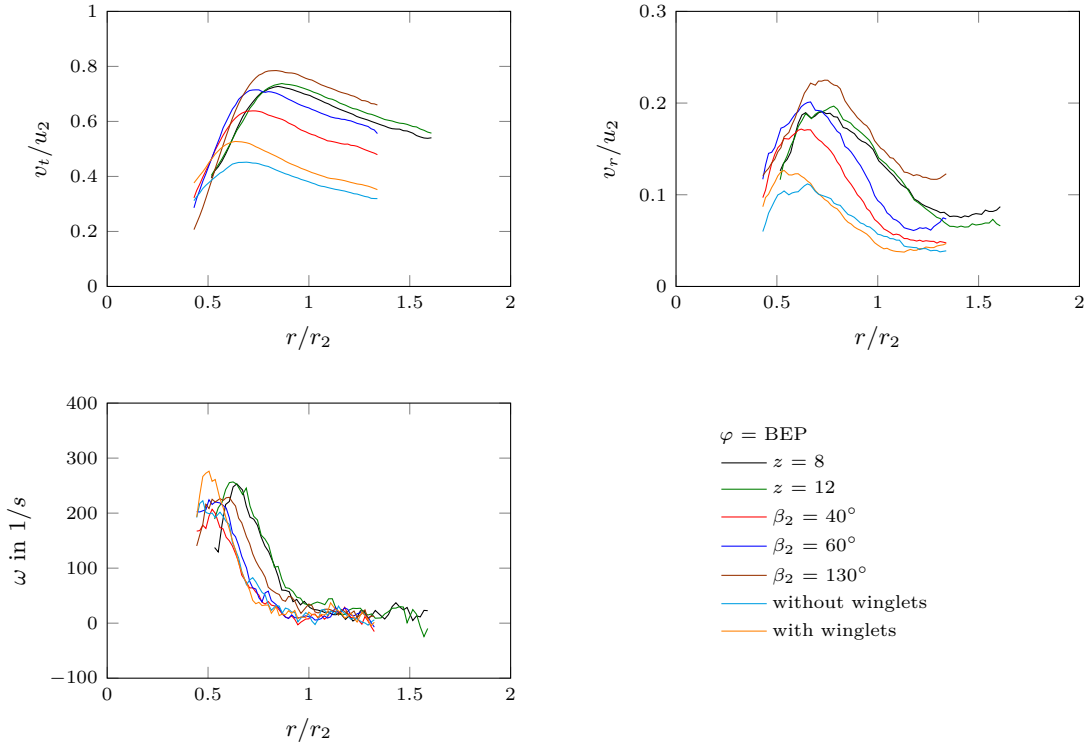 1
0.8
0.6
0.4
0.2
0
0
0.5
1
1.5
2
v_t/u_2
r/r_2
0.3
0.2
0.1
0
0
0.5
1
1.5
2
v_r/u_2
r/r_2
400
300
200
100
0
−100
0
0.5
1
1.5
2
ω in 1/s
r/r_2
φ = BEP
z = 8
z = 12
β_2 = 40°
β_2 = 60°
β_2 = 130°
without winglets
with winglets